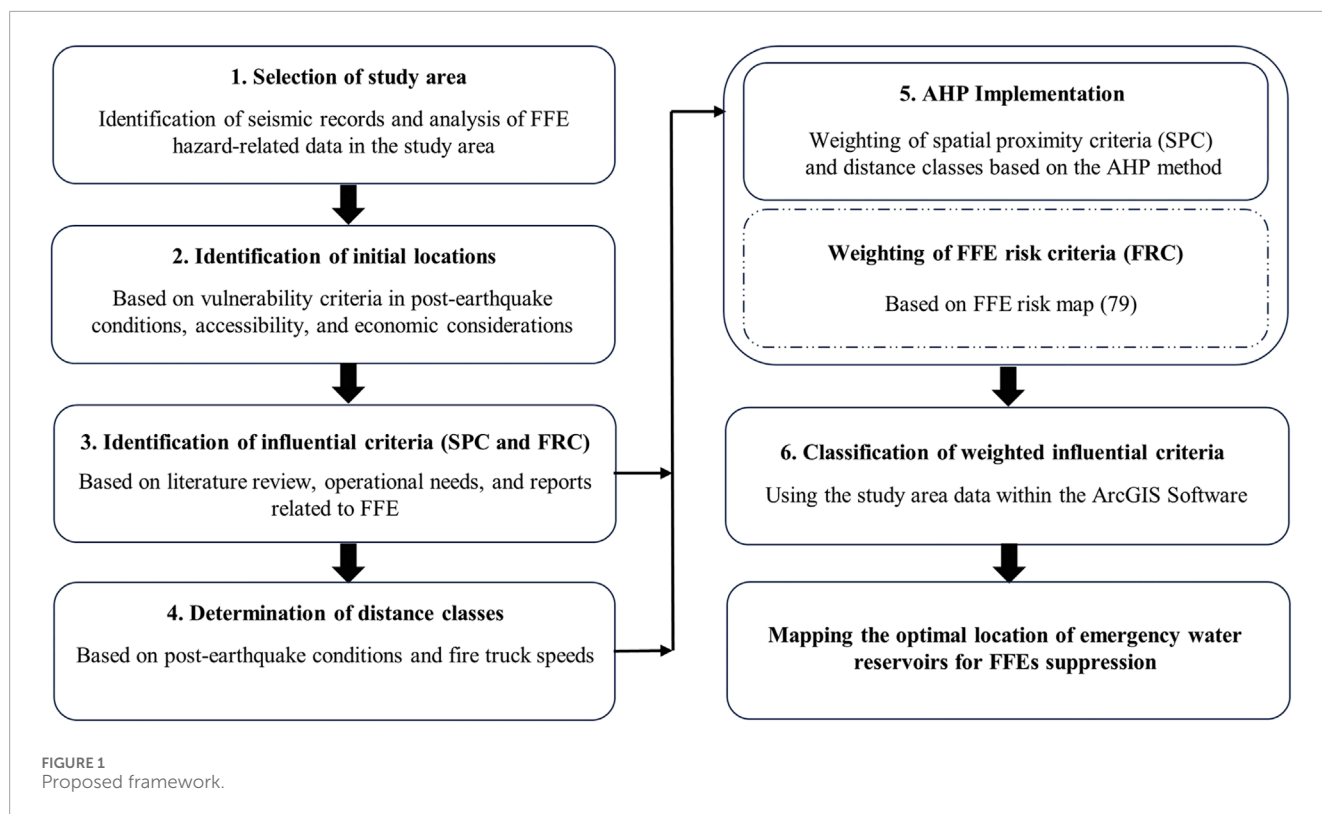 1. Selection of study area
Identification of seismic records and analysis of FFE
hazard-related data in the study area
2. Identification of initial locations
Based on vulnerability criteria in post-earthquake
conditions, accessibility, and economic considerations
3. Identification of influential criteria (SPC and FRC)
Based on literature review, operational needs, and reports
related to FFE
4. Determination of distance classes
Based on post-earthquake conditions and fire truck speeds
5. AHP Implementation
Weighting of spatial proximity criteria (SPC)
and distance classes based on the AHP method
Weighting of FFE risk criteria (FRC)
Based on FFE risk map (79)
6. Classification of weighted influential criteria
Using the study area data within the ArcGIS Software
Mapping the optimal location of emergency water
reservoirs for FFEs suppression
FIGURE 1
Proposed framework.